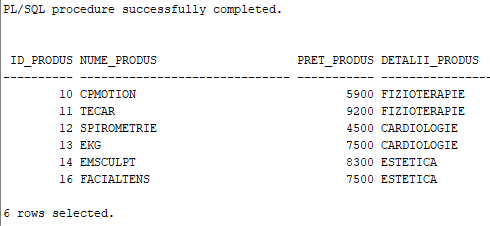 PL/SQL procedure successfully completed.
ID_PRODUS NUME_PRODUS PRET_PRODUS DETALII_PRODUS
---------- ------------------------------ ----------- ---------------
10 CPMOTION 5900 FIZIOTERAPIE
11 TECAR 9200 FIZIOTERAPIE
12 SPIROMETRIE 4500 CARDIOLOGIE
13 EKG 7500 CARDIOLOGIE
14 EMSCULPT 8300 ESTETICA
16 FACIALTENS 7500 ESTETICA
6 rows selected.